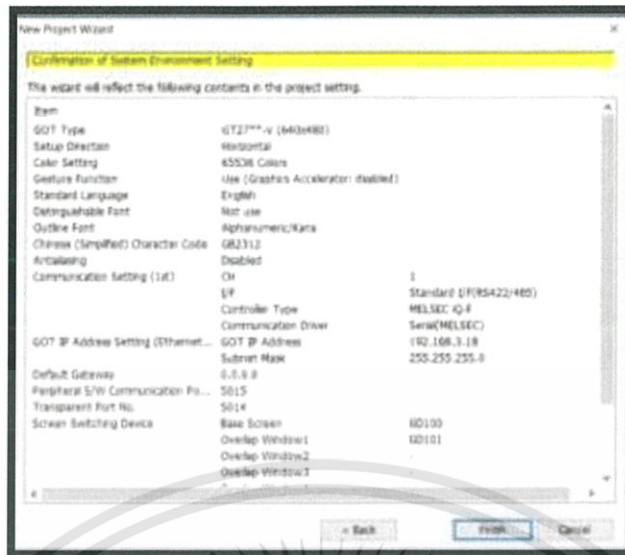 New Project Wizard
Confirmation of System Environment Setting
The wizard will reflect the following contents in the project setting.
Item
GOT Type GT27**-V (640x480)
Setup Direction Horizontal
Color Setting 65536 Colors
Gesture Function Use (Graphics Accelerator: disabled)
Standard Language English
Distinguishable Font Not use
Outline Font Alphanumeric/Kana
Chinese (Simplified) Character Code GB2312
Antialiasing Disabled
Communication Setting (1st) CH 1
I/F Standard I/F(RS422/485)
Controller Type MELSEC iQ-F
Communication Driver Serial(MELSEC)
GOT IP Address Setting (Ethernet... GOT IP Address 192.168.3.18
Subnet Mask 255.255.255.0
Default Gateway 0.0.0.0
Peripheral S/W Communication Po... 5015
Transparent Port No. 5014
Screen Switching Device Base Screen GD100
Overlap Window1 GD101
Overlap Window2 -
Overlap Window3 -
< Back Finish Cancel